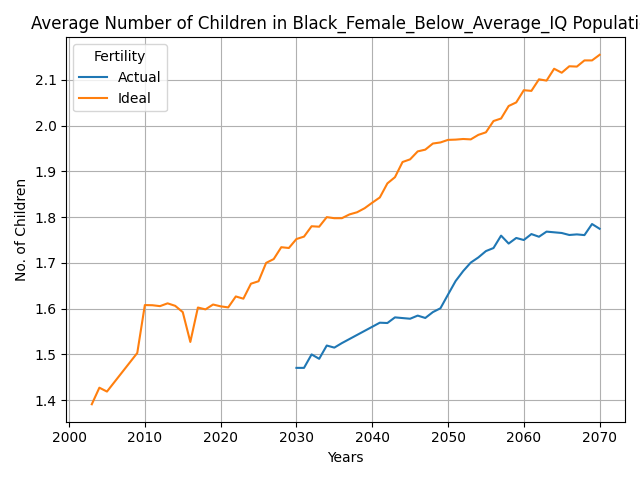 Average Number of Children in Black_Female_Below_Average_IQ Populati
Fertility
Actual
Ideal
No. of Children
2.1
2.0
1.9
1.8
1.7
1.6
1.5
1.4
2000 2010 2020 2030 2040 2050 2060 2070
Years